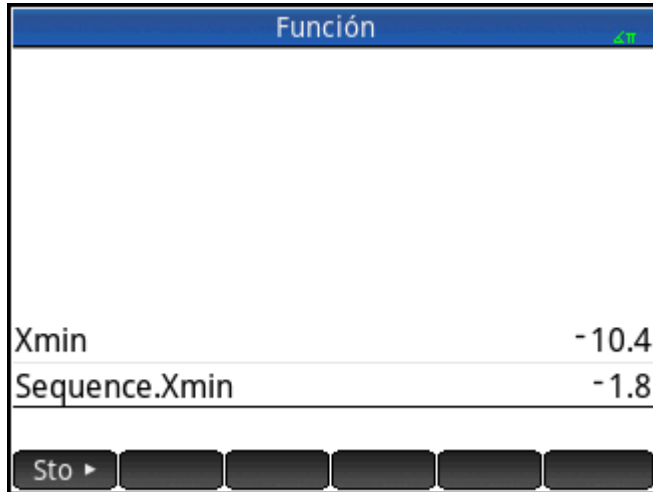 Función
∡π
Xmin -10.4
Sequence.Xmin -1.8
Sto ▸